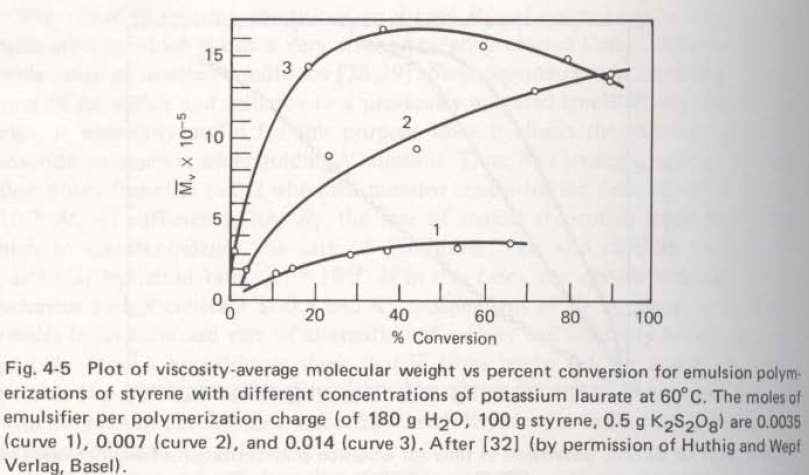 15
10
5
0
M̅ᵥ × 10⁻⁵
3
2
1
0 20 40 60 80 100
% Conversion
Fig. 4-5 Plot of viscosity-average molecular weight vs percent conversion for emulsion polym-
erizations of styrene with different concentrations of potassium laurate at 60°C. The moles of
emulsifier per polymerization charge (of 180 g H₂O, 100 g styrene, 0.5 g K₂S₂O₈) are 0.0035
(curve 1), 0.007 (curve 2), and 0.014 (curve 3). After [32] (by permission of Huthig and Wepf
Verlag, Basel).